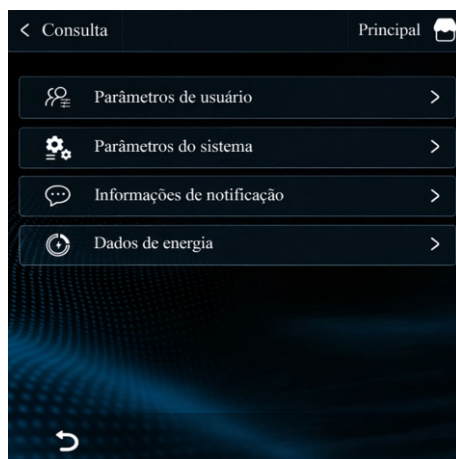 Consulta
Principal
Parâmetros de usuário
Parâmetros do sistema
Informações de notificação
Dados de energia